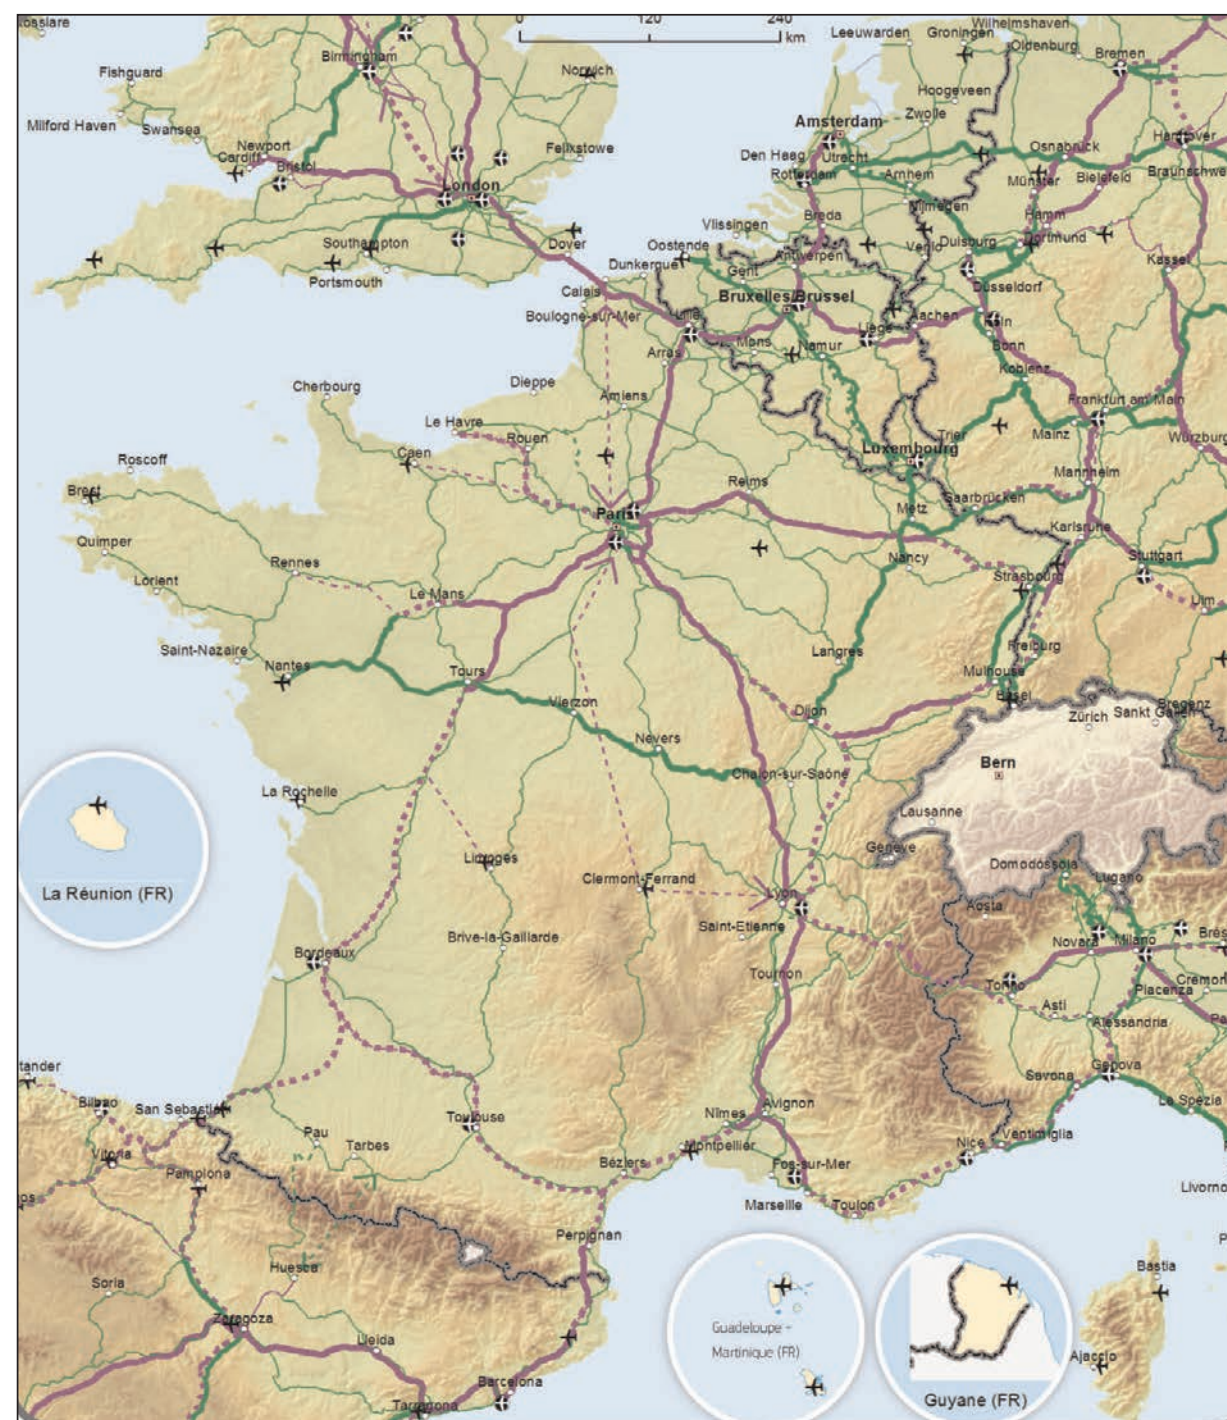 0 120 240
km
Wilhelmshaven
Leeuwarden
Groningen
Oldenburg
Bremen
Birmingham
Norwich
Fishguard
Hoogeveen
Milford Haven
Swansea
Amsterdam
Zwolle
Newport
Felixstowe
Den Haag
Utrecht
Osnabrück
Hannover
Cardiff
Bristol
London
Rotterdam
Arnhem
Münster
Bielefeld
Nijmegen
Breda
Vlissingen
Hamm
Southampton
Dover
Oostende
Venlo
Duisburg
Dortmund
Dunkerque
Gent
Antwerpen
Kassel
Portsmouth
Calais
Düsseldorf
Bruxelles/Brussel
Boulogne-sur-Mer
Lille
Liège
Aachen
Köln
Arras
Mons
Namur
Bonn
Koblenz
Cherbourg
Dieppe
Amiens
Frankfurt am Main
Le Havre
Rouen
Trier
Mainz
Würzburg
Caen
Luxembourg
Roscoff
Reims
Mannheim
Brest
Saarbrücken
Paris
Metz
Karlsruhe
Quimper
Nancy
Stuttgart
Rennes
Lorient
Le Mans
Strasbourg
Ulm
Saint-Nazaire
Langres
Freiburg
Nantes
Tours
Mulhouse
Basel
Vierzon
Dijon
Zürich
Sankt Gallen
Bregenz
Nevers
Bern
Chalon-sur-Saône
La Rochelle
Lausanne
Genève
Limoges
Domodossola
Clermont-Ferrand
Lugano
La Réunion (FR)
Lyon
Aosta
Saint-Etienne
Brive-la-Gaillarde
Novara
Milano
Bordeaux
Tournon
Torino
Piacenza
Asti
Alessandria
Genova
Savona
Bilbao
San Sebastian
Toulouse
Nîmes
Avignon
La Spezia
Pau
Tarbes
Montpellier
Nice
Ventimiglia
Vitoria
Pamplona
Béziers
Fos-sur-Mer
Livorno
Marseille
Toulon
Perpignan
Huesca
Soria
Bastia
Zaragoza
Lleida
Guadeloupe -
Martinique (FR)
Ajaccio
Barcelona
Guyane (FR)
Tarragona